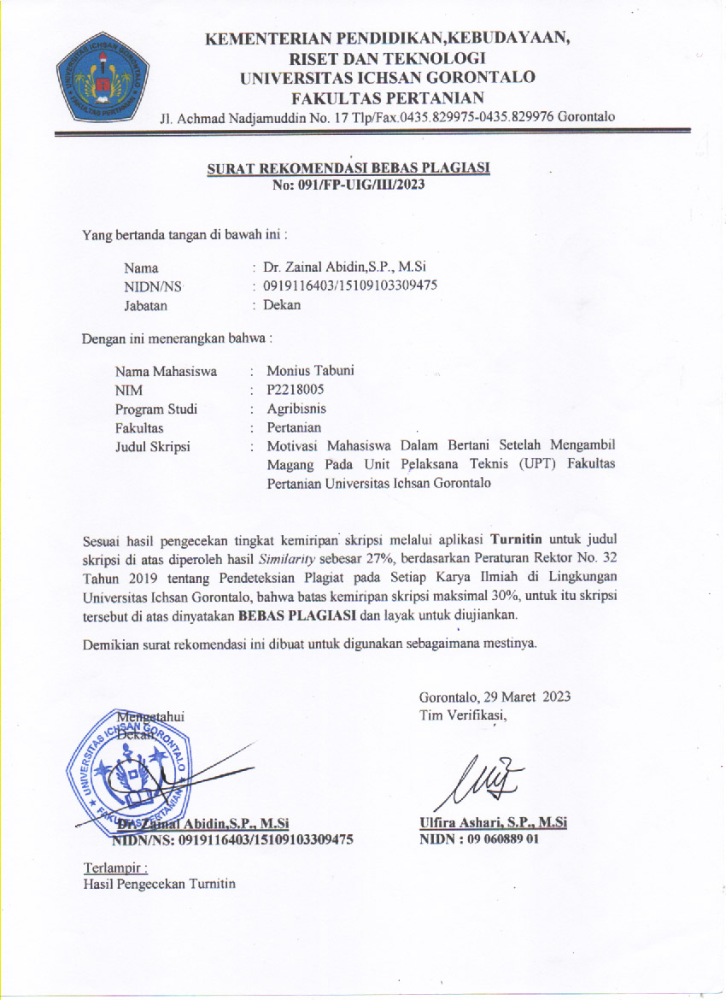 KEMENTERIAN PENDIDIKAN,KEBUDAYAAN,
RISET DAN TEKNOLOGI
UNIVERSITAS ICHSAN GORONTALO
FAKULTAS PERTANIAN
Jl. Achmad Nadjamuddin No. 17 Tlp/Fax.0435.829975-0435.829976 Gorontalo
UNIVERSITAS ICHSAN GORONTALO
FAKULTAS PERTANIAN
SURAT REKOMENDASI BEBAS PLAGIASI
No: 091/FP-UIG/III/2023
Yang bertanda tangan di bawah ini :
Nama : Dr. Zainal Abidin,S.P., M.Si
NIDN/NS : 0919116403/15109103309475
Jabatan : Dekan
Dengan ini menerangkan bahwa :
Nama Mahasiswa : Monius Tabuni
NIM : P2218005
Program Studi : Agribisnis
Fakultas : Pertanian
Judul Skripsi : Motivasi Mahasiswa Dalam Bertani Setelah Mengambil
Magang Pada Unit Pelaksana Teknis (UPT) Fakultas
Pertanian Universitas Ichsan Gorontalo
Sesuai hasil pengecekan tingkat kemiripan skripsi melalui aplikasi Turnitin untuk judul
skripsi di atas diperoleh hasil Similarity sebesar 27%, berdasarkan Peraturan Rektor No. 32
Tahun 2019 tentang Pendeteksian Plagiat pada Setiap Karya Ilmiah di Lingkungan
Universitas Ichsan Gorontalo, bahwa batas kemiripan skripsi maksimal 30%, untuk itu skripsi
tersebut di atas dinyatakan BEBAS PLAGIASI dan layak untuk diujiankan.
Demikian surat rekomendasi ini dibuat untuk digunakan sebagaimana mestinya.
Gorontalo, 29 Maret 2023
Tim Verifikasi,
Mengetahui
Dekan,
UNIVERSITAS ICHSAN GORONTALO
FAKULTAS PERTANIAN
Dr. Zainal Abidin,S.P., M.Si
NIDN/NS: 0919116403/15109103309475
Ulfira Ashari, S.P., M.Si
NIDN : 09 060889 01
Terlampir :
Hasil Pengecekan Turnitin